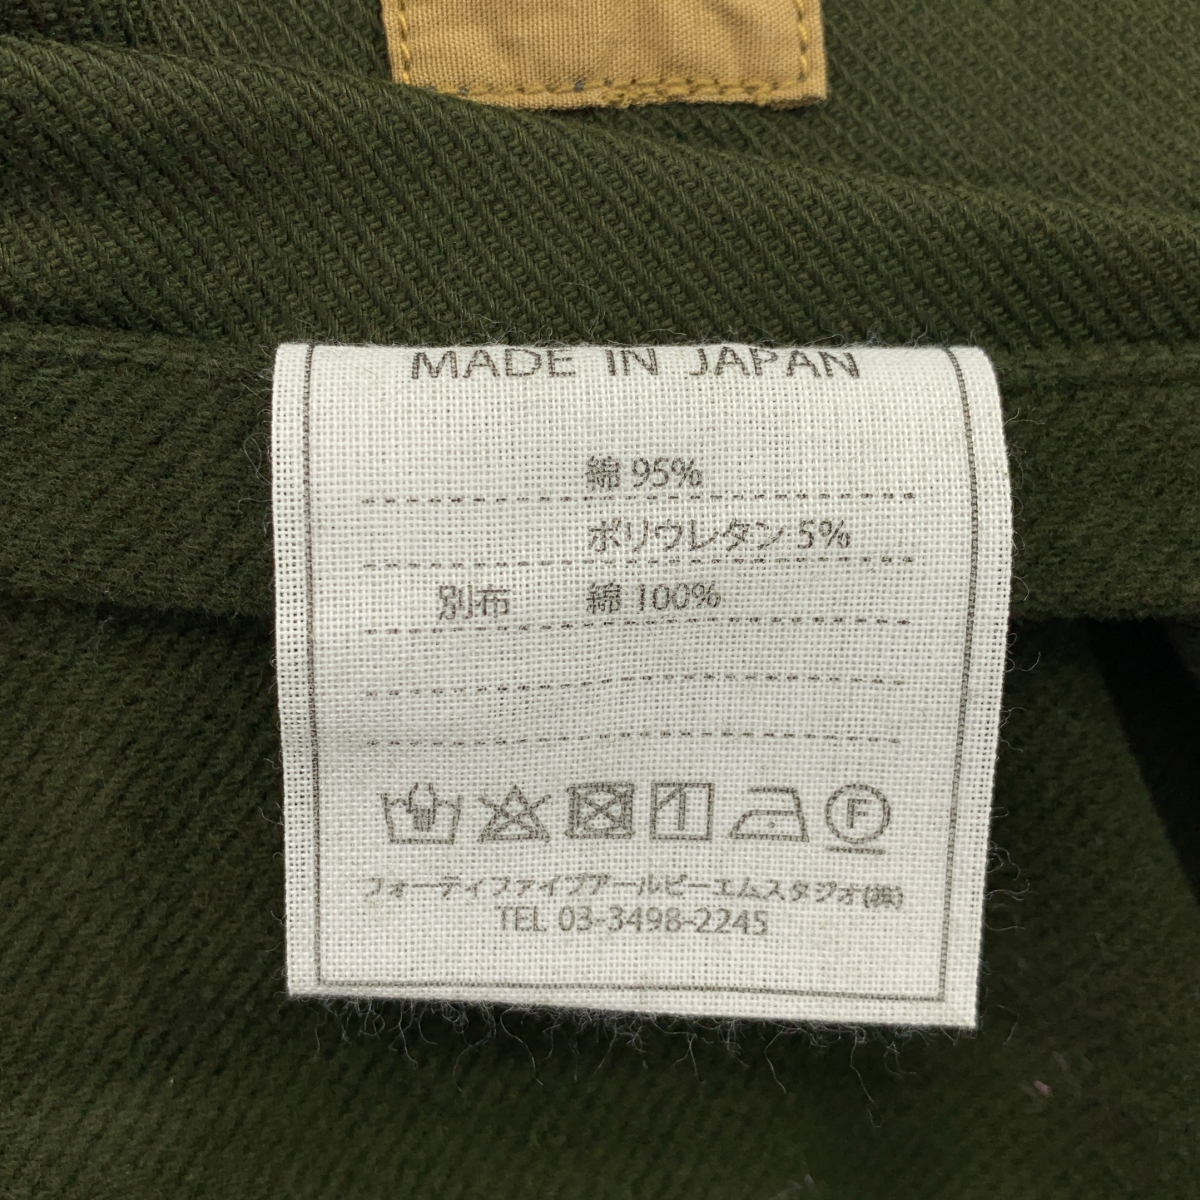 MADE IN JAPAN
綿 95%
ポリウレタン 5%
別布 綿 100%
F
フォーティファイブアールピーエムスタジオ(株)
TEL 03-3498-2245